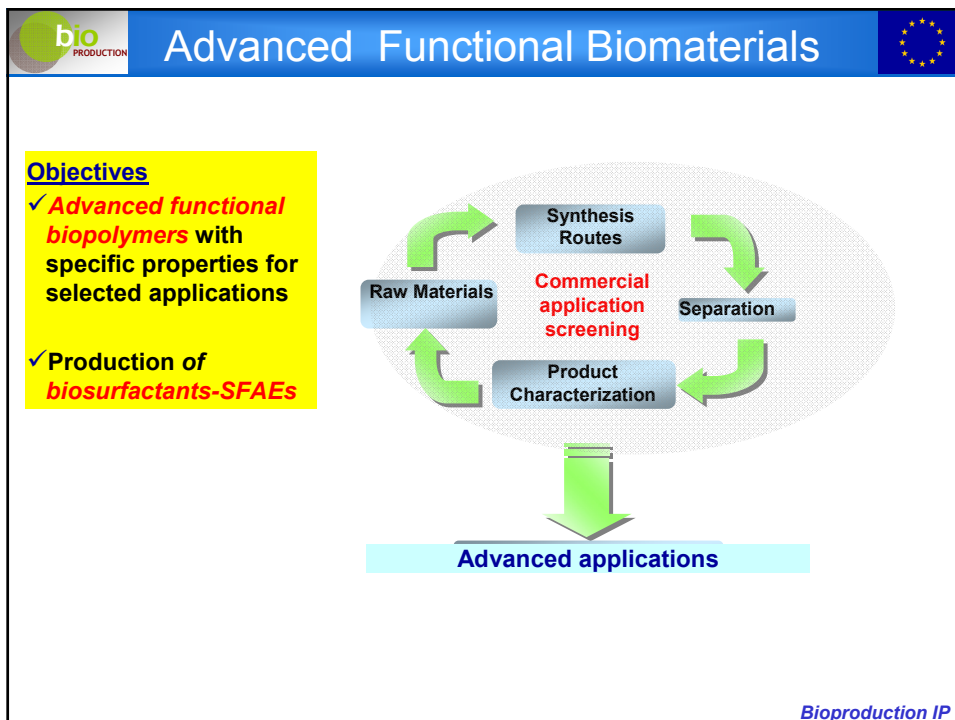 bio
PRODUCTION
Advanced Functional Biomaterials
Objectives
✓Advanced functional
biopolymers with
specific properties for
selected applications
✓Production of
biosurfactants-SFAEs
Synthesis
Routes
Raw Materials
Commercial
application
screening
Separation
Product
Characterization
Advanced applications
Bioproduction IP